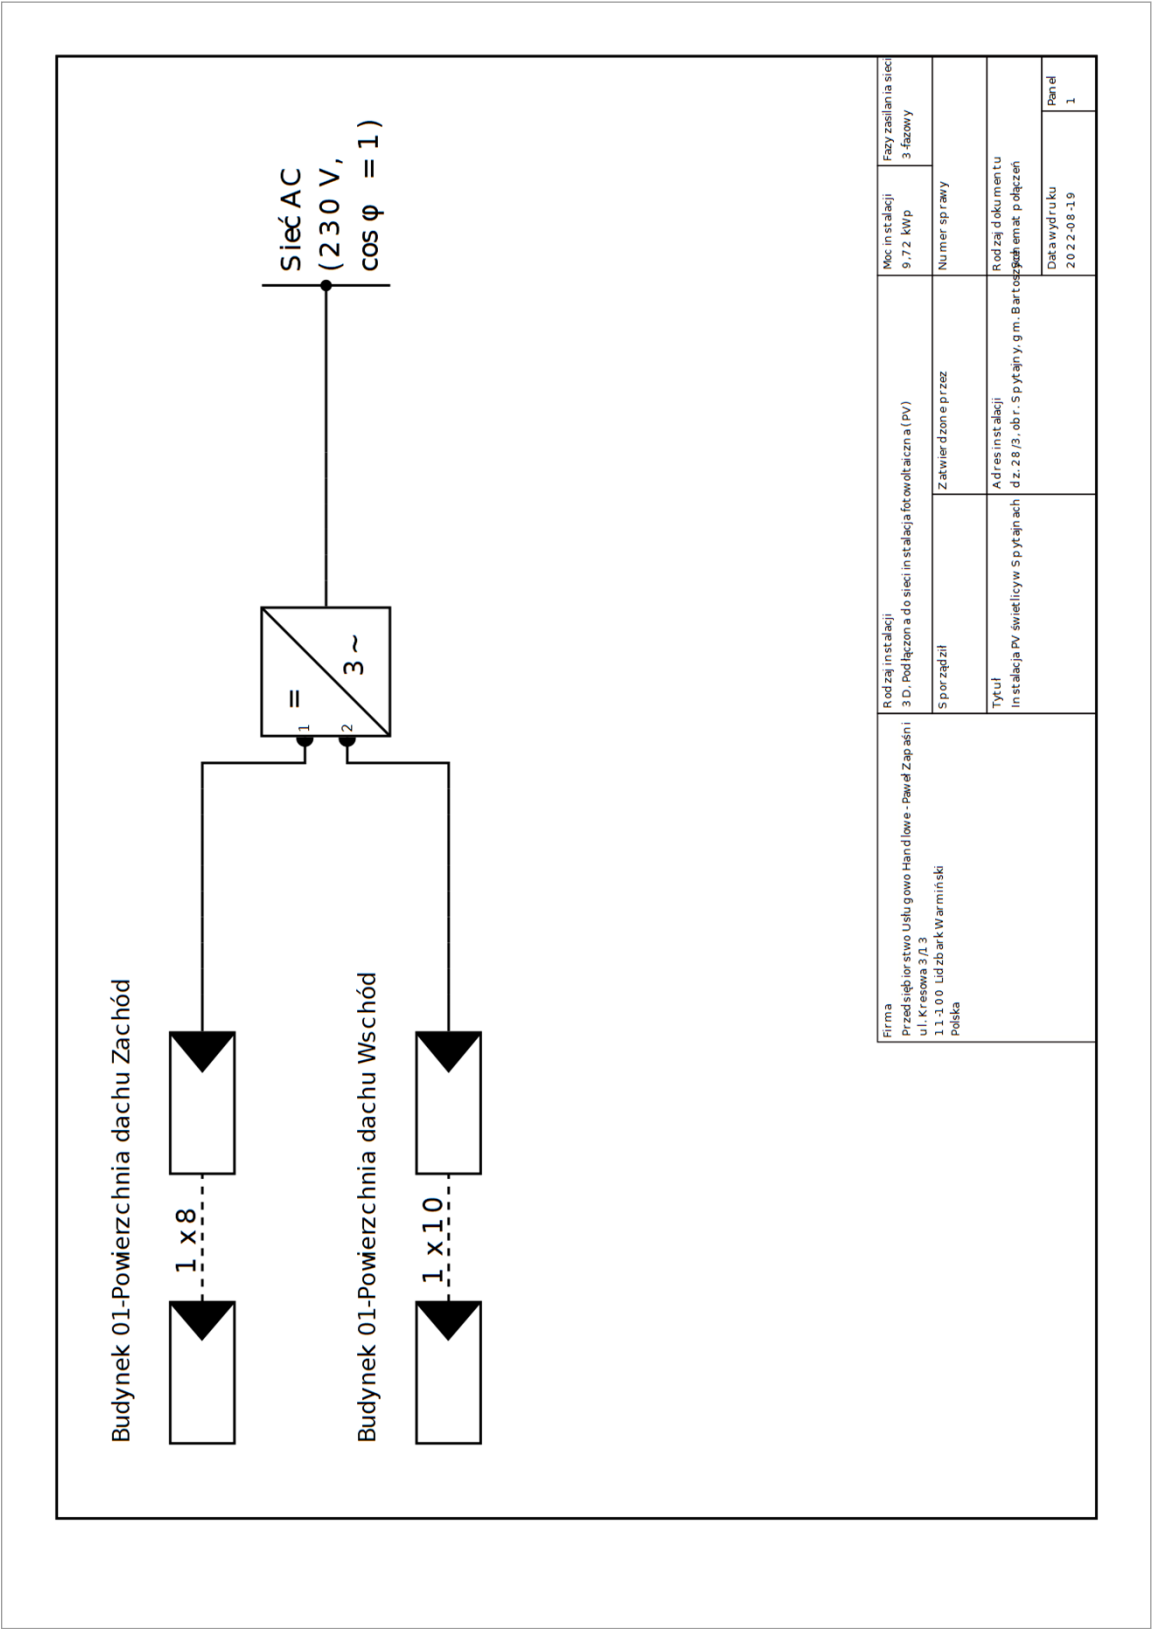 Budynek 01-Powierzchnia dachu Zachód
1 x 8
Budynek 01-Powierzchnia dachu Wschód
1 x 10
1
2
=
3 ~
Sieć AC
(230 V,
cos φ = 1)
Firma
Przedsiębiorstwo Usługowo Handlowe - Paweł Zapaśni
ul. Kresowa 3/13
11-100 Lidzbark Warmiński
Polska
Rodzaj instalacji
3D, Podłączona do sieci instalacja fotowoltaiczna (PV)
Moc instalacji
9,72 kWp
Fazy zasilania sieci
3-fazowy
Sporządził
Zatwierdzone przez
Numer sprawy
Tytuł
Instalacja PV świetlicy w Spytajnach
Adres instalacji
dz. 28/3, obr. Spytajny, gm. Bartoszyce
Rodzaj dokumentu
Schemat połączeń
Data wydruku
2022-08-19
Panel
1